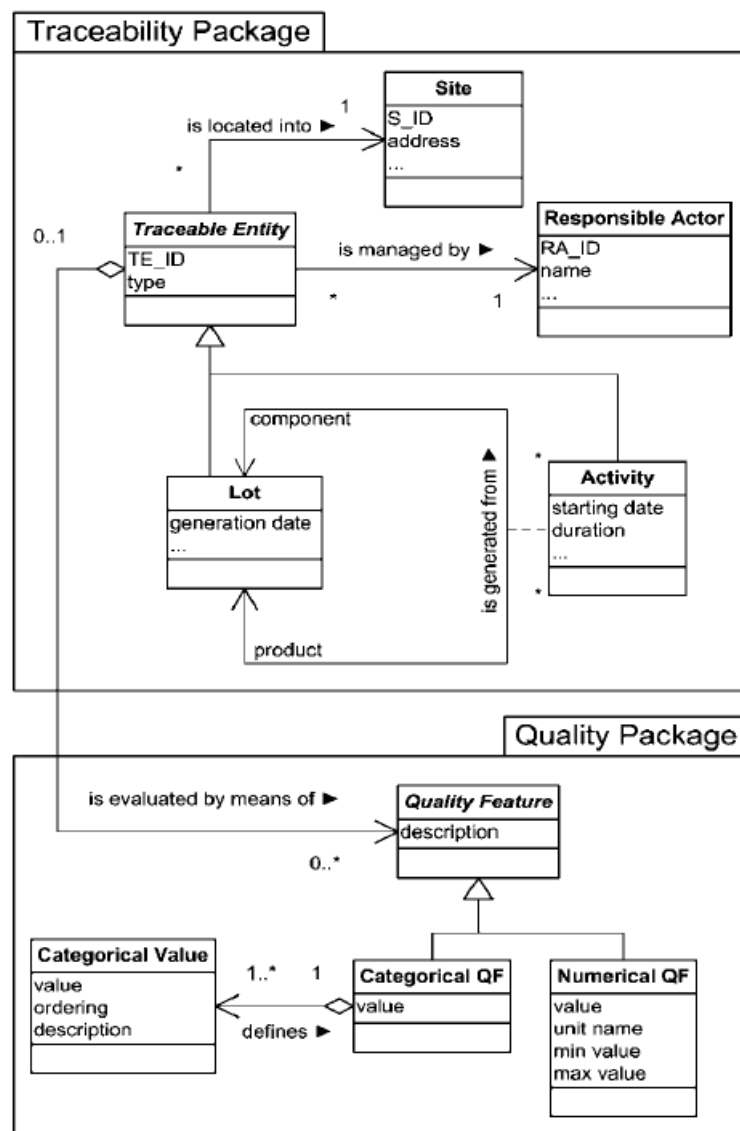 Traceability Package
Site
S_ID
address
...
is located into ►
1
*
Traceable Entity
TE_ID
type
0..1
Responsible Actor
RA_ID
name
...
is managed by ►
*
1
component
Lot
generation date
...
is generated from ►
*
Activity
starting date
duration
...
*
product
Quality Package
is evaluated by means of ►
0..*
Quality Feature
description
Categorical Value
value
ordering
description
1..*
1
defines ►
Categorical QF
value
Numerical QF
value
unit name
min value
max value